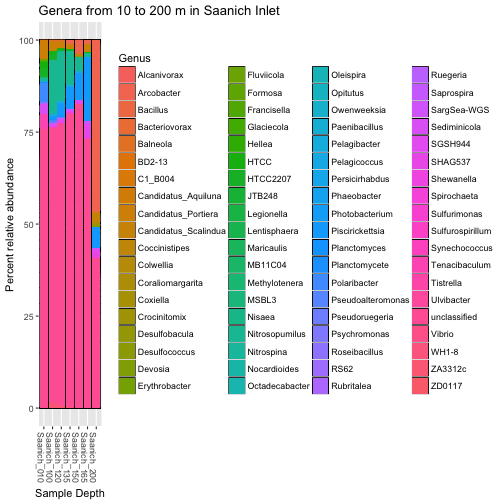 Genera from 10 to 200 m in Saanich Inlet
Percent relative abundance
100
75
50
25
0
Saanich_010
Saanich_100
Saanich_120
Saanich_135
Saanich_150
Saanich_165
Saanich_200
Sample Depth
Genus
Alcanivorax
Arcobacter
Bacillus
Bacteriovorax
Balneola
BD2-13
C1_B004
Candidatus_Aquiluna
Candidatus_Portiera
Candidatus_Scalindua
Coccinistipes
Colwellia
Coraliomargarita
Coxiella
Crocinitomix
Desulfobacula
Desulfococcus
Devosia
Erythrobacter
Fluviicola
Formosa
Francisella
Glaciecola
Hellea
HTCC
HTCC2207
JTB248
Legionella
Lentisphaera
Maricaulis
MB11C04
Methylotenera
MSBL3
Nisaea
Nitrosopumilus
Nitrospina
Nocardioides
Octadecabacter
Oleispira
Opitutus
Owenweeksia
Paenibacillus
Pelagibacter
Pelagicoccus
Persicirhabdus
Phaeobacter
Photobacterium
Piscirickettsia
Planctomyces
Planctomycete
Polaribacter
Pseudoalteromonas
Pseudoruegeria
Psychromonas
Roseibacillus
RS62
Rubritalea
Ruegeria
Saprospira
SargSea-WGS
Sediminicola
SGSH944
SHAG537
Shewanella
Spirochaeta
Sulfurimonas
Sulfurospirillum
Synechococcus
Tenacibaculum
Tistrella
Ulvibacter
unclassified
Vibrio
WH1-8
ZA3312c
ZD0117